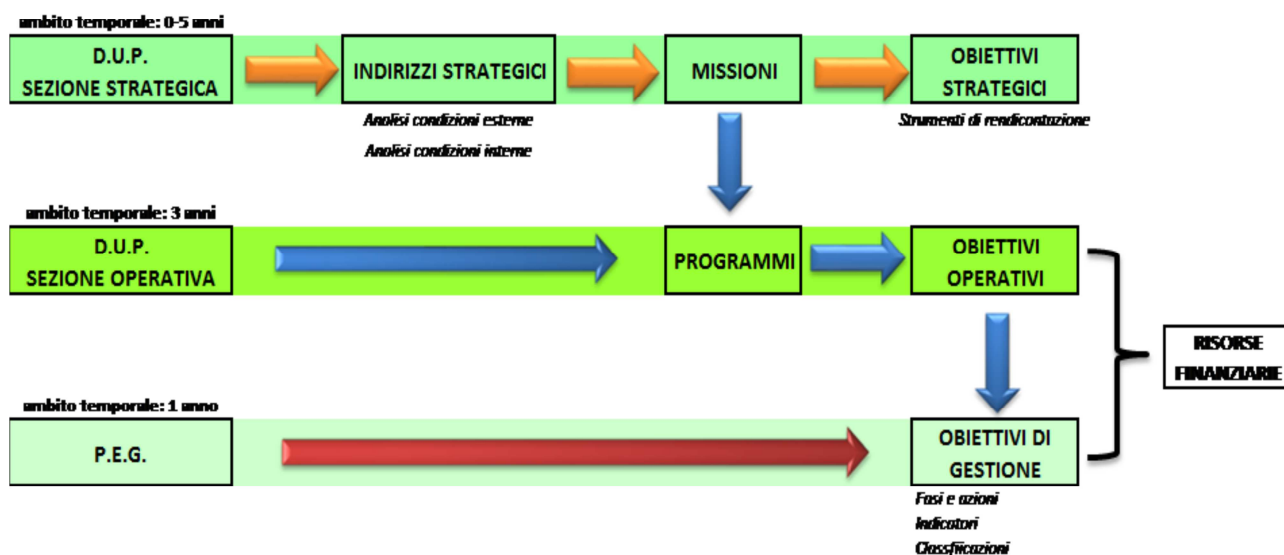 ambito temporale: 0-5 anni
D.U.P.
SEZIONE STRATEGICA
INDIRIZZI STRATEGICI
MISSIONI
OBIETTIVI
STRATEGICI
Analisi condizioni esterne
Analisi condizioni interne
Strumenti di rendicontazione
ambito temporale: 3 anni
D.U.P.
SEZIONE OPERATIVA
PROGRAMMI
OBIETTIVI
OPERATIVI
RISORSE
FINANZIARIE
ambito temporale: 1 anno
P.E.G.
OBIETTIVI DI
GESTIONE
Fasi e azioni
Indicatori
Classfiicazioni